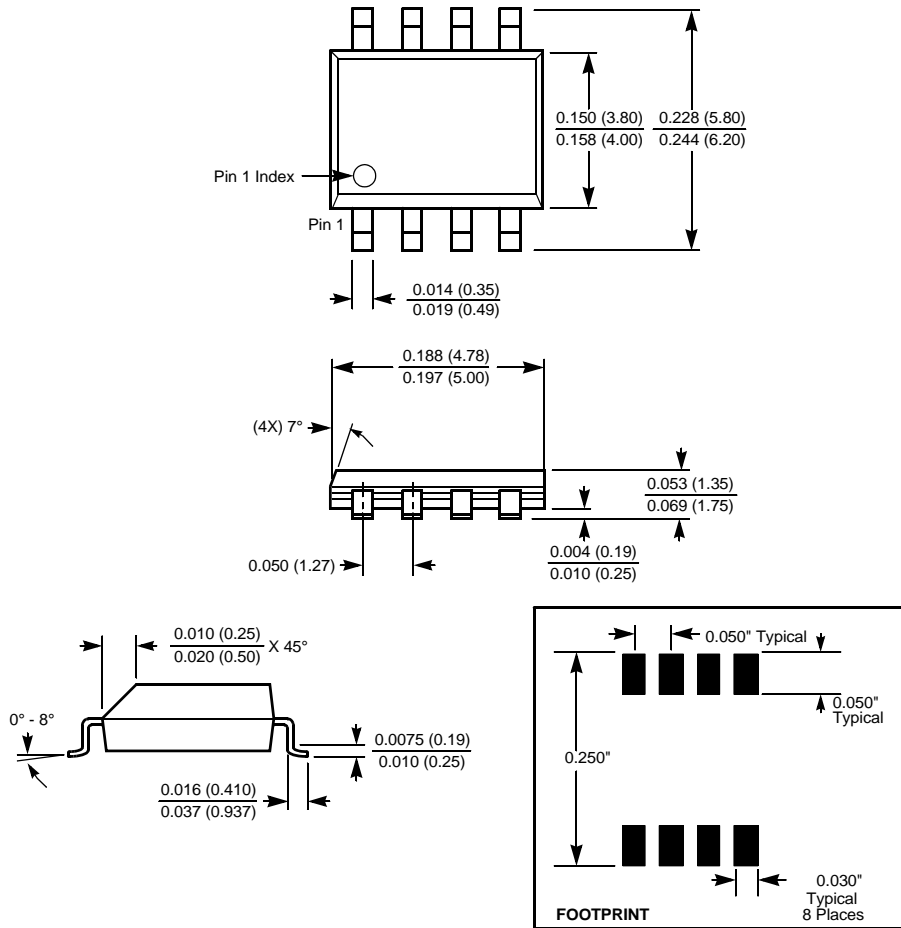 0.150 (3.80)
0.158 (4.00)
0.228 (5.80)
0.244 (6.20)
Pin 1 Index
Pin 1
0.014 (0.35)
0.019 (0.49)
0.188 (4.78)
0.197 (5.00)
(4X) 7°
0.053 (1.35)
0.069 (1.75)
0.050 (1.27)
0.004 (0.19)
0.010 (0.25)
0.010 (0.25)
0.020 (0.50)
X 45°
0° - 8°
0.0075 (0.19)
0.010 (0.25)
0.016 (0.410)
0.037 (0.937)
0.050" Typical
0.050"
Typical
0.250"
0.030"
Typical
8 Places
FOOTPRINT